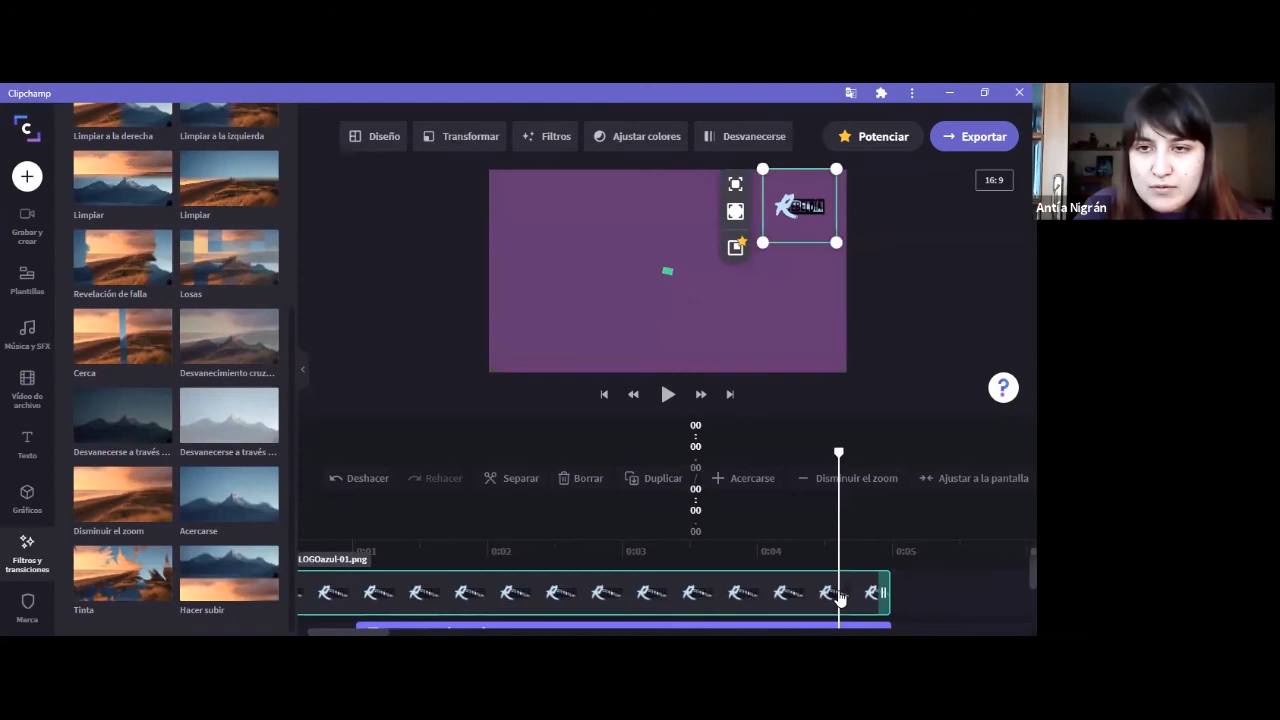 Clipchamp
Limpiar a la derecha
Limpiar a la izquierda
Limpiar
Limpiar
Revelación de falla
Losas
Cerca
Desvanecimiento cruz...
Desvanecerse a través ...
Desvanecerse a través ...
Disminuir el zoom
Acercarse
Tinta
Hacer subir
Grabar y
crear
Plantillas
Música y SFX
Vídeo de
archivo
Texto
Gráficos
Filtros y
transiciones
Marca
Diseño
Transformar
Filtros
Ajustar colores
Desvanecerse
Potenciar
Exportar
16:9
REBELDIA
Antía Nigrán
?
00
:
00
.
00
/
00
:
00
.
00
Deshacer
Rehacer
Separar
Borrar
Duplicar
Acercarse
Disminuir el zoom
Ajustar a la pantalla
0:01
0:02
0:03
0:04
0:05
LOGOazul-01.png